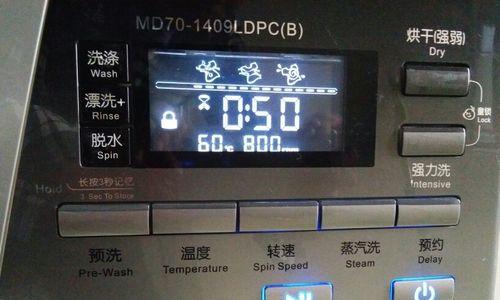 MD70-1409LDPC(B)
洗涤
Wash
漂洗+
Rinse
脱水
Spin
0:50
60℃ 800rpm
烘干(强弱)
Dry
童锁
Lock
强力洗
Intensive
Hold
长按3秒记忆
3 Sec To Store
预洗
Pre-Wash
温度
Temperature
转速
Spin Speed
蒸汽洗
Steam
预约
Delay